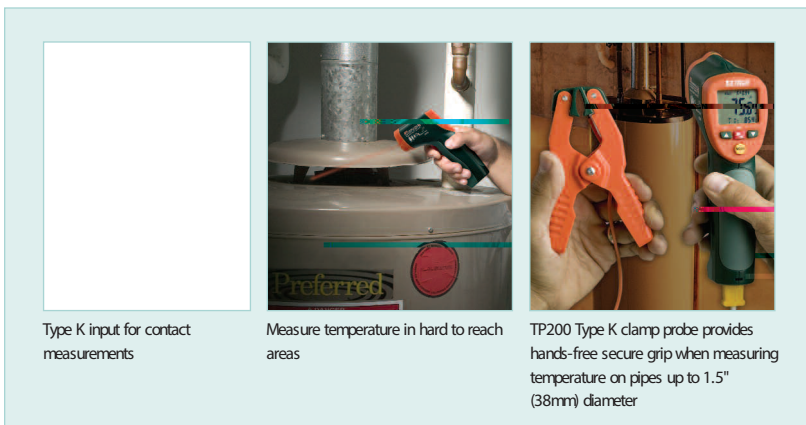 Preferred
Type K input for contact
measurements
Measure temperature in hard to reach
areas
TP200 Type K clamp probe provides
hands-free secure grip when measuring
temperature on pipes up to 1.5"
(38mm) diameter